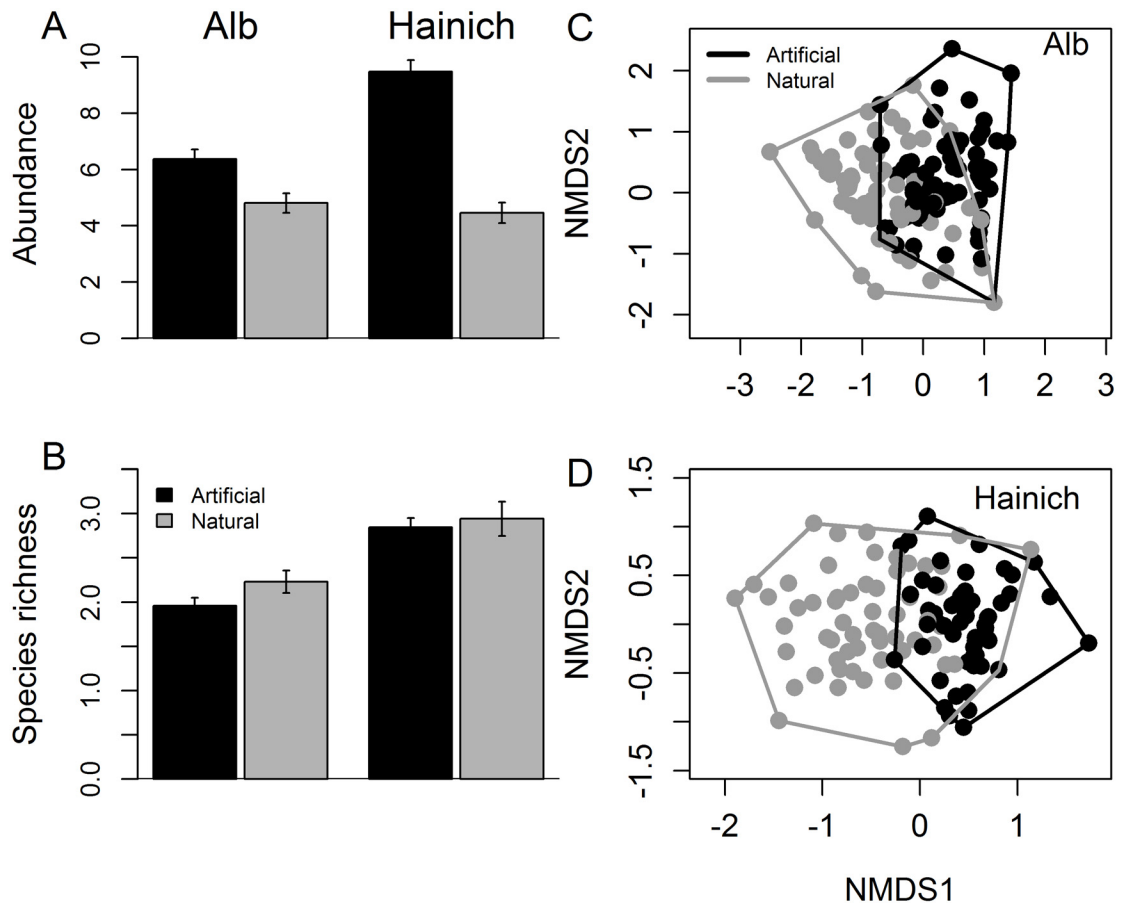 A
Alb
Hainich
Abundance
0
2
4
6
8
10
B
Artificial
Natural
Species richness
0.0
1.0
2.0
3.0
C
Alb
Artificial
Natural
NMDS2
-2
-1
0
1
2
-3
-2
-1
0
1
2
3
D
Hainich
NMDS2
-1.5
-0.5
0.5
1.5
-2
-1
0
1
NMDS1